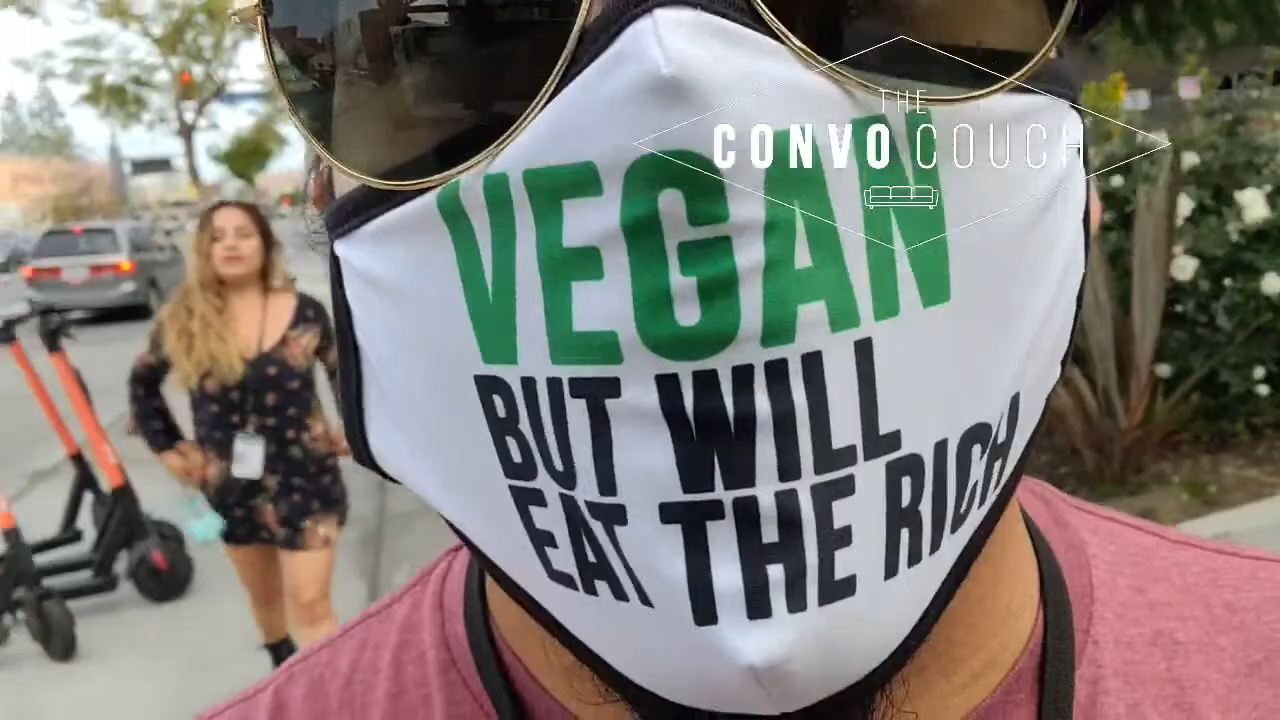 THE
CONVO COUCH
VEGAN
BUT WILL
EAT THE RICH